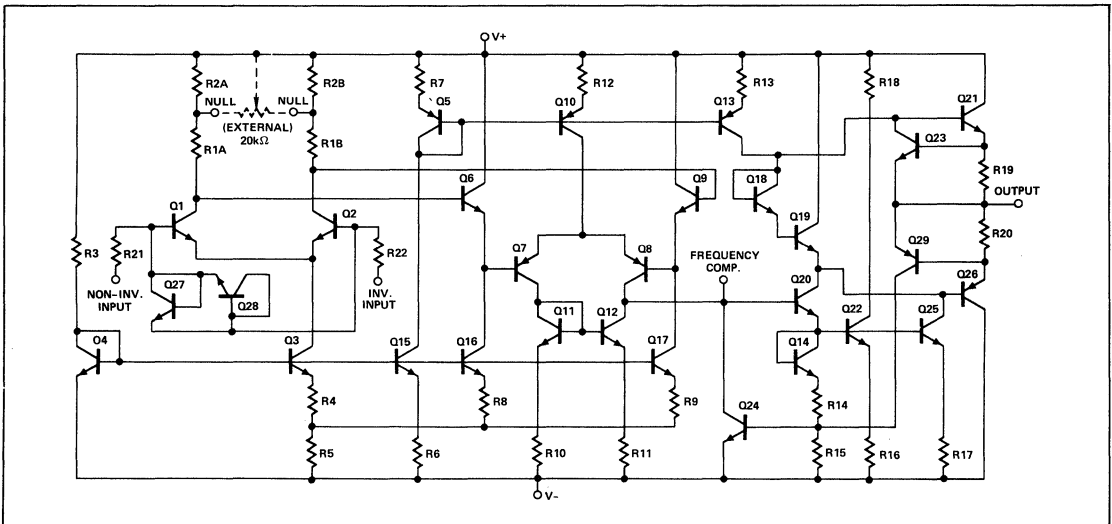 V+
R2A
R2B
R7
R12
R13
R18
NULL
NULL
Q5
Q10
Q13
Q21
(EXTERNAL)
20kΩ
Q23
R1A
R1B
R19
Q6
Q9
Q18
OUTPUT
Q1
Q2
Q19
R3
R21
R22
Q7
Q8
FREQUENCY
COMP.
Q29
R20
NON-INV.
INPUT
Q27
Q28
INV.
INPUT
Q20
Q26
Q11
Q12
Q22
Q25
Q4
Q3
Q15
Q16
Q17
Q14
R4
R8
R9
Q24
R14
R5
R6
R10
R11
R15
R16
R17
V-